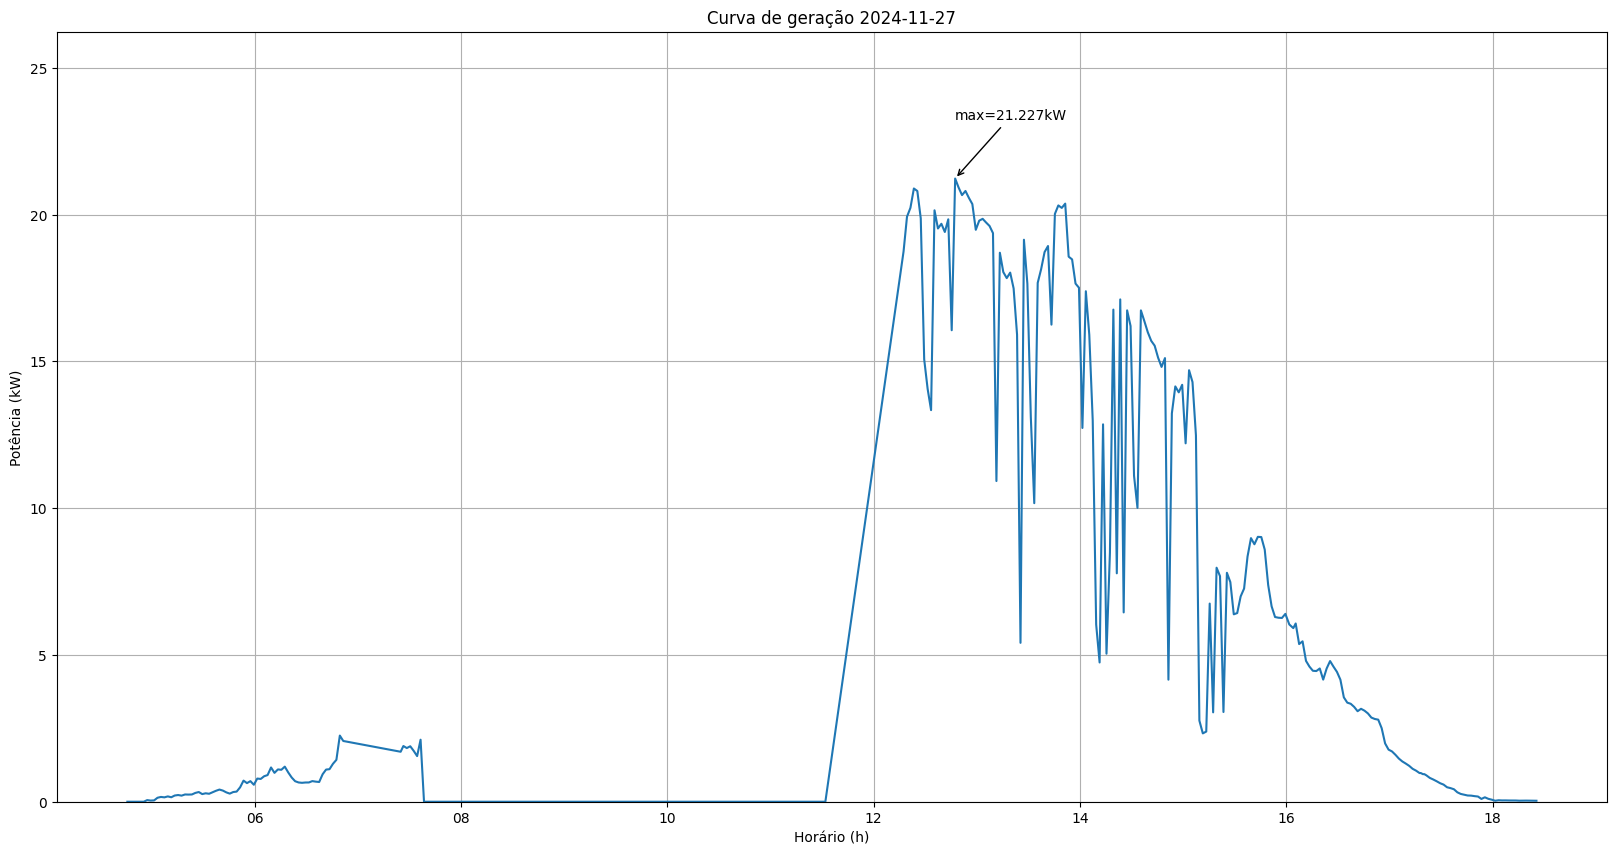 Curva de geração 2024-11-27
25
max=21.227kW
20
15
Potência (kW)
10
5
0
06 08 10 12 14 16 18
Horário (h)